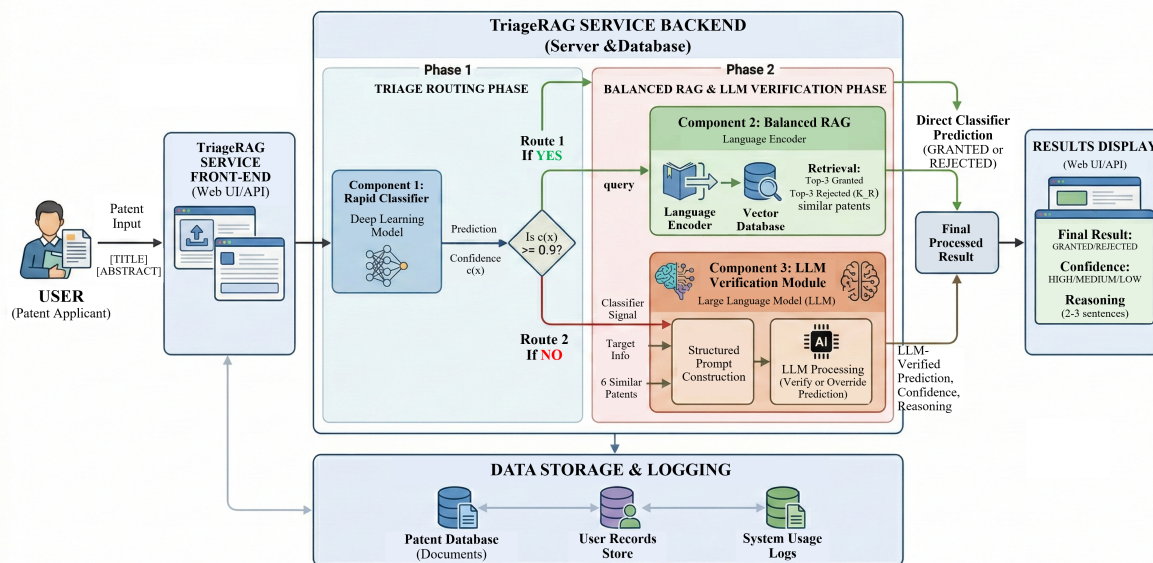 TriageRAG SERVICE BACKEND
(Server &Database)
Phase 1
TRIAGE ROUTING PHASE
Phase 2
BALANCED RAG & LLM VERIFICATION PHASE
TriageRAG
SERVICE
FRONT-END
(Web UI/API)
Patent
Input
[TITLE]
[ABSTRACT]
USER
(Patent Applicant)
Component 1:
Rapid Classifier
Deep Learning
Model
Prediction
Confidence
c(x)
Is c(x)
>= 0.9?
Route 1
If YES
Route 2
If NO
query
Component 2: Balanced RAG
Language Encoder
Language
Encoder
Vector
Database
Retrieval:
Top-3 Granted
Top-3 Rejected (K_R)
similar patents
Component 3: LLM
Verification Module
Large Language Model (LLM)
Classifier
Signal
Target
Info
6 Similar
Patents
Structured
Prompt
Construction
AI
LLM Processing
(Verify or Override
Prediction)
Direct Classifier
Prediction
(GRANTED or
REJECTED)
Final
Processed
Result
LLM-
Verified
Prediction,
Confidence,
Reasoning
RESULTS DISPLAY
(Web UI/API)
Final Result:
GRANTED/REJECTED
Confidence:
HIGH/MEDIUM/LOW
Reasoning
(2-3 sentences)
DATA STORAGE & LOGGING
Patent Database
(Documents)
User Records
Store
System Usage
Logs